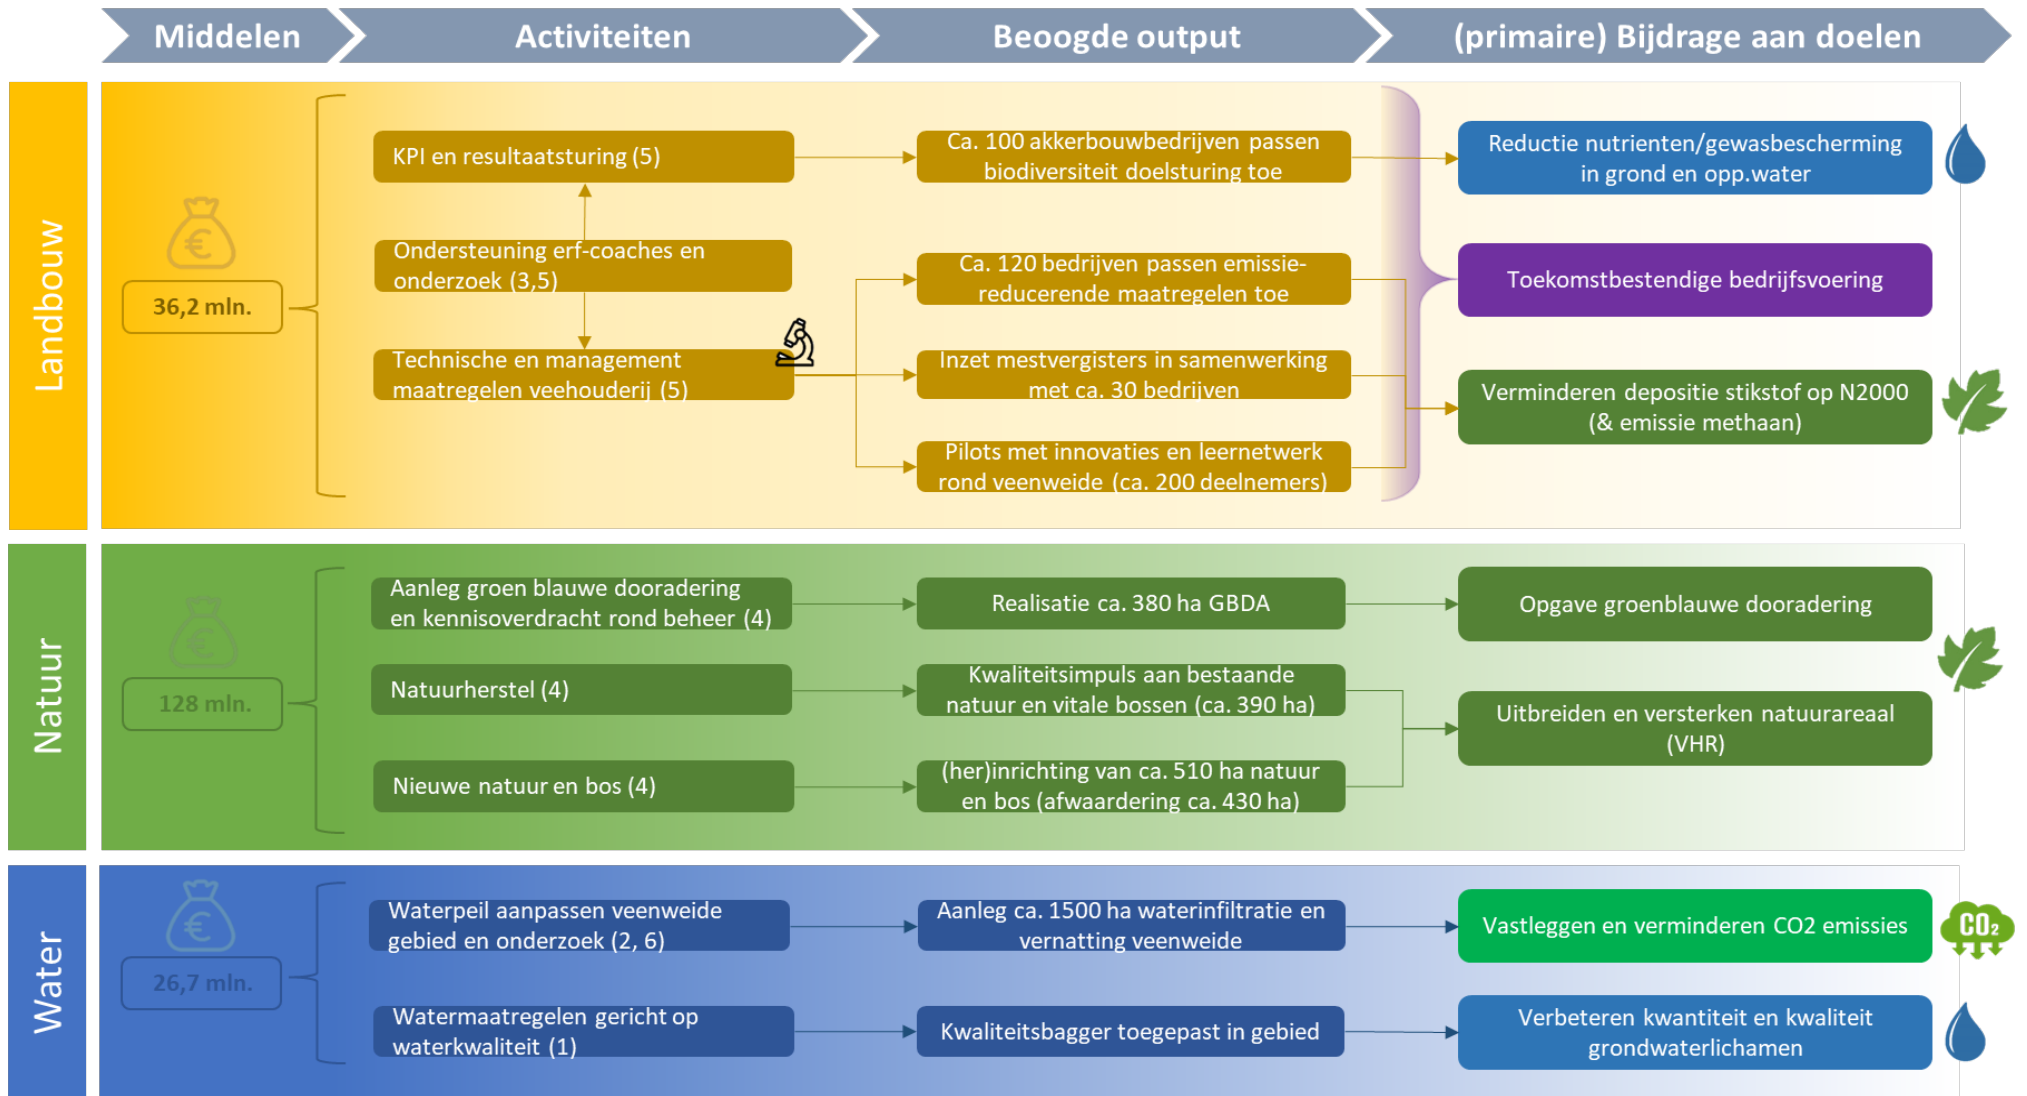 Middelen
Activiteiten
Beoogde output
(primaire) Bijdrage aan doelen
Landbouw
€
36,2 mln.
KPI en resultaatsturing (5)
Ondersteuning erf-coaches en
onderzoek (3,5)
Technische en management
maatregelen veehouderij (5)
Ca. 100 akkerbouwbedrijven passen
biodiversiteit doelsturing toe
Ca. 120 bedrijven passen emissie-
reducerende maatregelen toe
Inzet mestvergisters in samenwerking
met ca. 30 bedrijven
Pilots met innovaties en leernetwerk
rond veenweide (ca. 200 deelnemers)
Reductie nutrienten/gewasbescherming
in grond en opp.water
Toekomstbestendige bedrijfsvoering
Verminderen depositie stikstof op N2000
(& emissie methaan)
Natuur
€
128 mln.
Aanleg groen blauwe dooradering
en kennisoverdracht rond beheer (4)
Natuurherstel (4)
Nieuwe natuur en bos (4)
Realisatie ca. 380 ha GBDA
Kwaliteitsimpuls aan bestaande
natuur en vitale bossen (ca. 390 ha)
(her)inrichting van ca. 510 ha natuur
en bos (afwaardering ca. 430 ha)
Opgave groenblauwe dooradering
Uitbreiden en versterken natuurareaal
(VHR)
Water
€
26,7 mln.
Waterpeil aanpassen veenweide
gebied en onderzoek (2, 6)
Watermaatregelen gericht op
waterkwaliteit (1)
Aanleg ca. 1500 ha waterinfiltratie en
vernatting veenweide
Kwaliteitsbagger toegepast in gebied
Vastleggen en verminderen CO2 emissies
CO₂
Verbeteren kwantiteit en kwaliteit
grondwaterlichamen